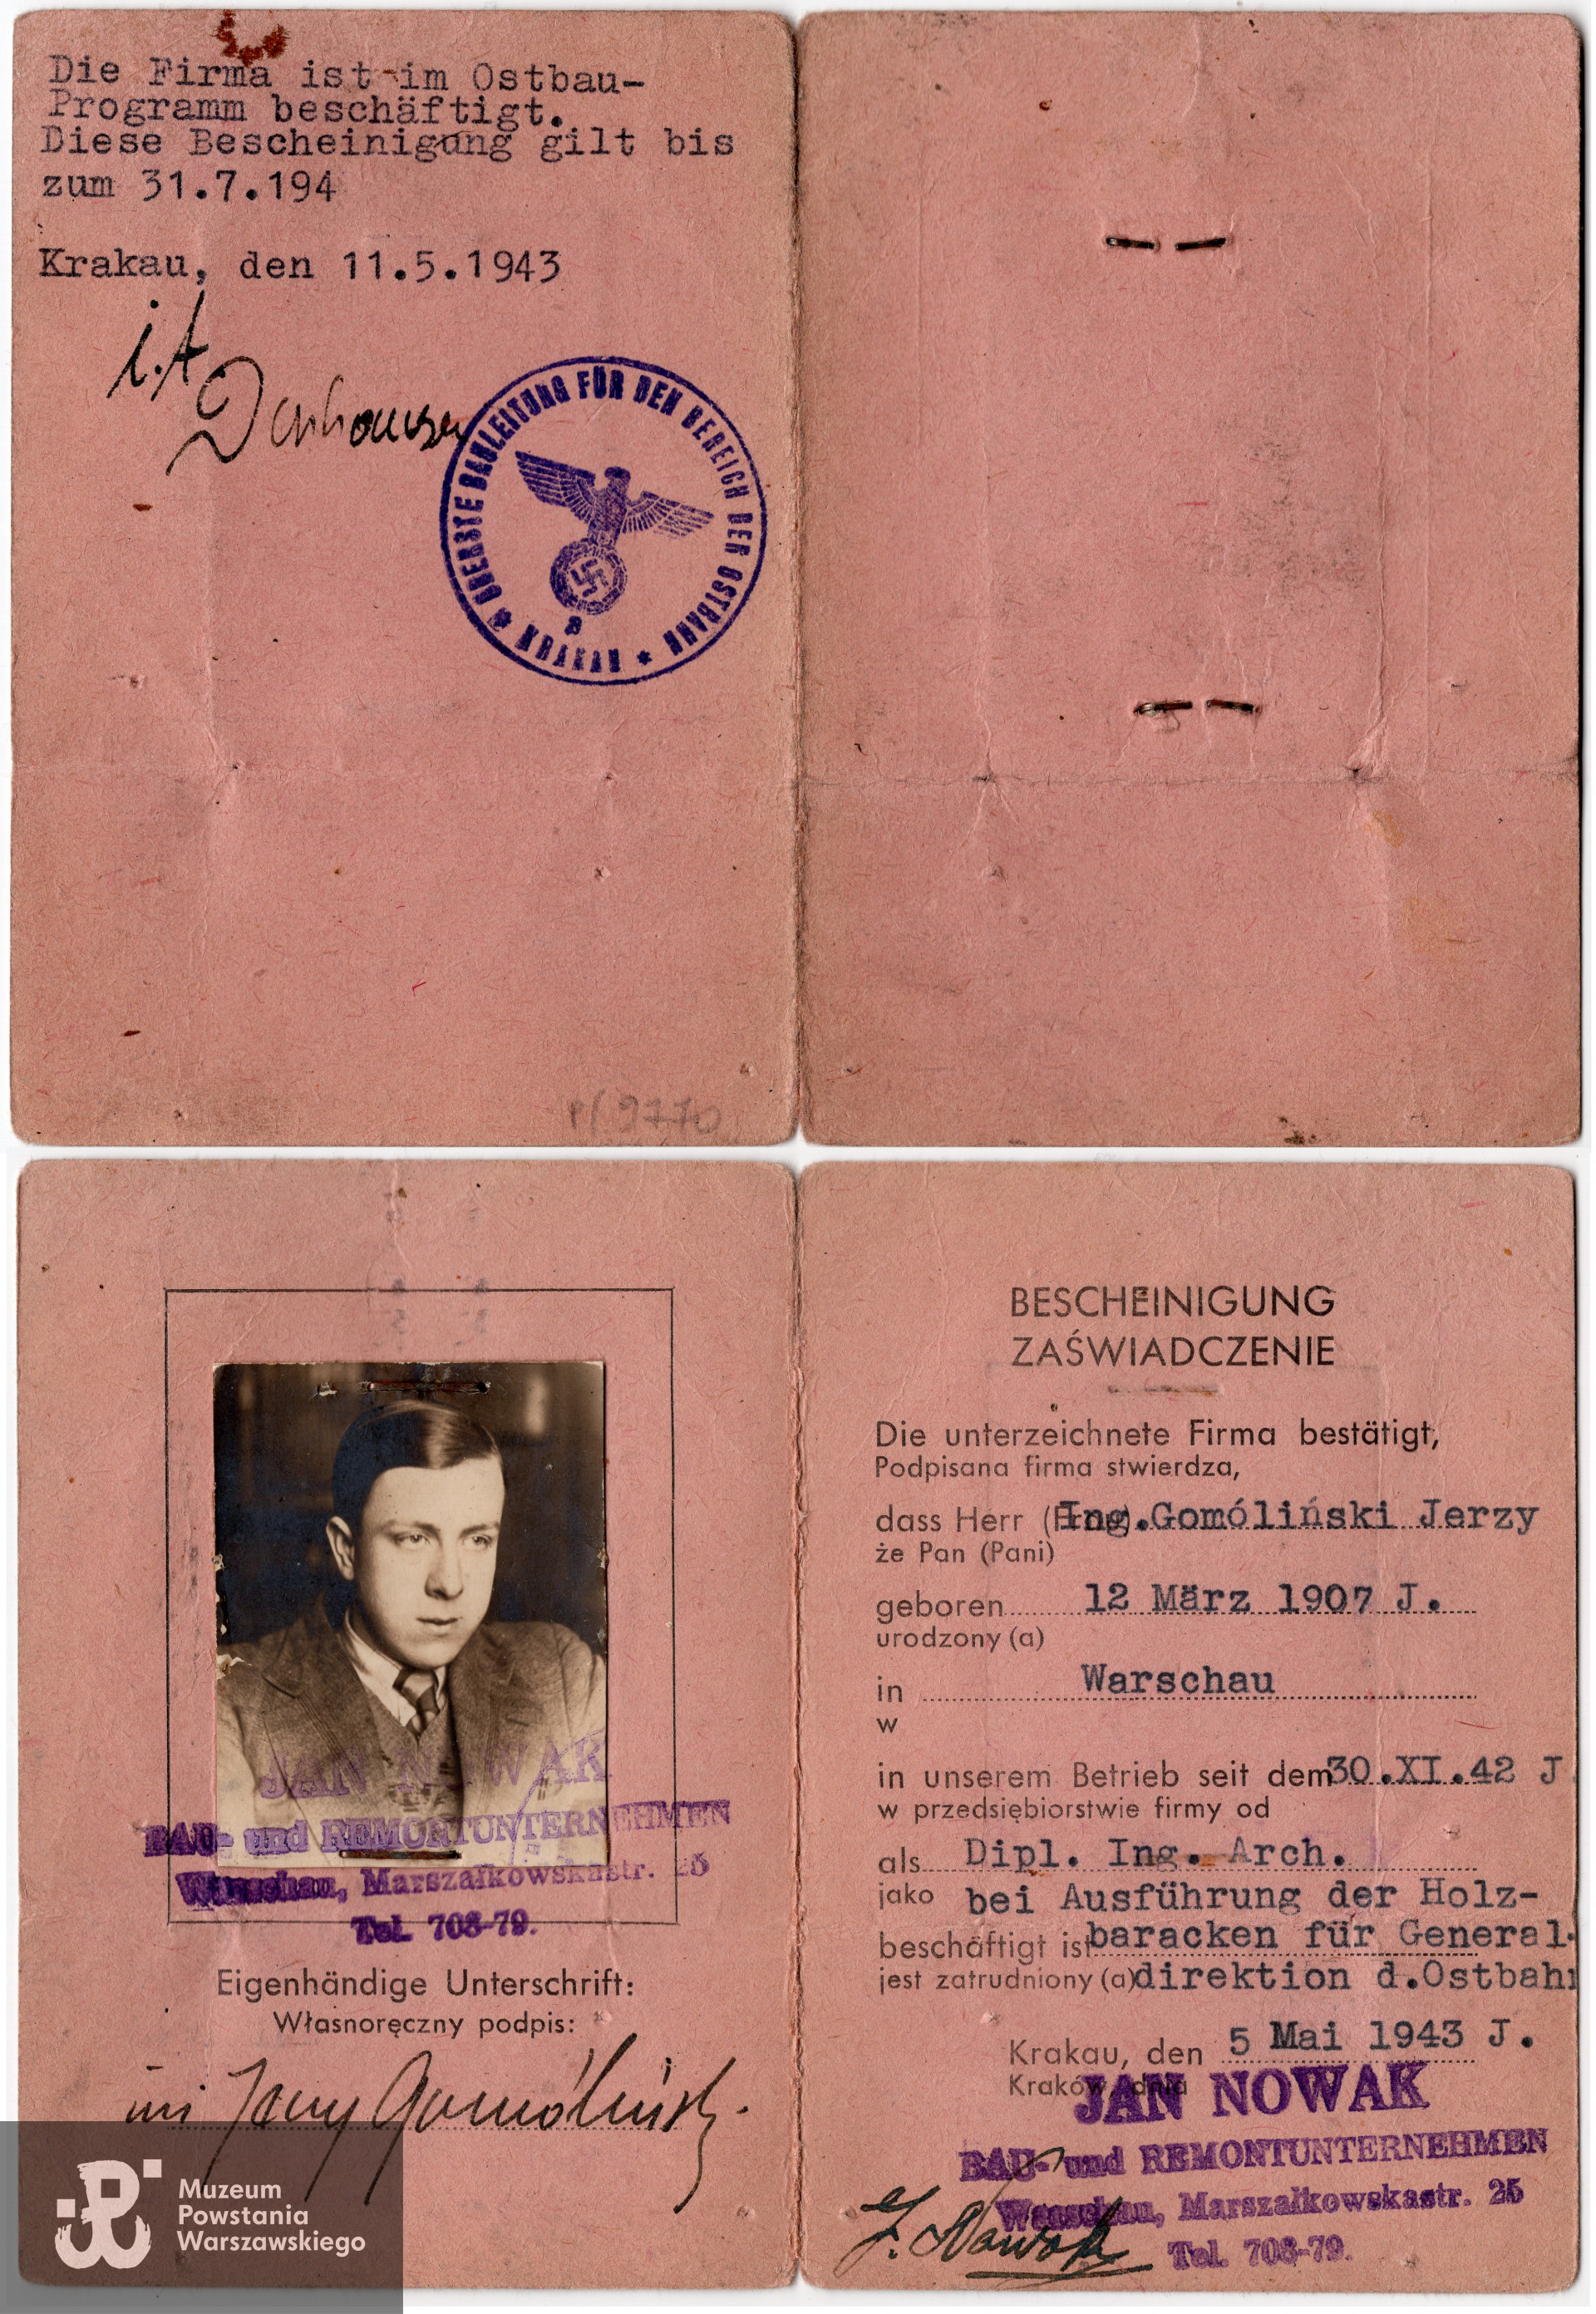 Die Firma ist im Ostbau-
Programm beschäftigt.
Diese Bescheinigung gilt bis
zum 31.7.194
Krakau, den 11.5.1943
i.A
OBERSTE BAULEITUNG FÜR DEN BEREICH DER OSTBAHN
* KRAKAU *
P/9770
JAN NOWAK
BAU- und REMONTUNTERNEHMEN
Warschau, Marszałkowskastr. 25
Tel. 708-79.
Eigenhändige Unterschrift:
Własnoręczny podpis:
inż Jerzy Gomóliński.
BESCHEINIGUNG
ZAŚWIADCZENIE
Die unterzeichnete Firma bestätigt,
Podpisana firma stwierdza,
dass Herr (Frau) Ing.Gomóliński Jerzy
że Pan (Pani)
geboren 12 März 1907 J.
urodzony (a)
in Warschau
w
in unserem Betrieb seit dem 30.XI.42 J
w przedsiębiorstwie firmy od
als Dipl. Ing. Arch.
jako bei Ausführung der Holz-
beschäftigt ist baracken für General-
jest zatrudniony (a) direktion d.Ostbahn
Krakau, den 5 Mai 1943 J.
Kraków, dnia
JAN NOWAK
BAU- und REMONTUNTERNEHMEN
Warschau, Marszałkowskastr. 25
Tel. 708-79.
J. Nowak
Muzeum
Powstania
Warszawskiego